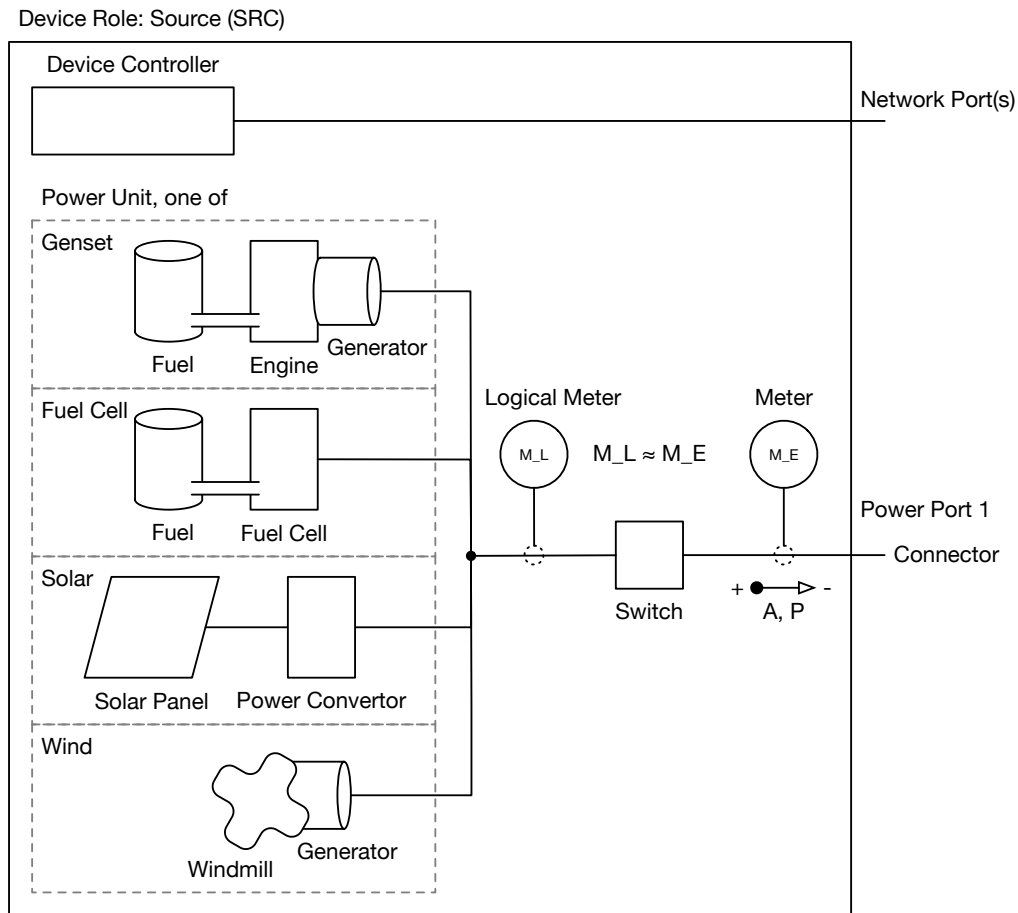 Device Role: Source (SRC)
Device Controller
Network Port(s)
Power Unit, one of
Genset
Fuel
Engine
Generator
Fuel Cell
Fuel
Fuel Cell
Logical Meter
Meter
M_L
M_L ≈ M_E
M_E
Power Port 1
Connector
Switch
+ -
A, P
Solar
Solar Panel
Power Convertor
Wind
Windmill
Generator